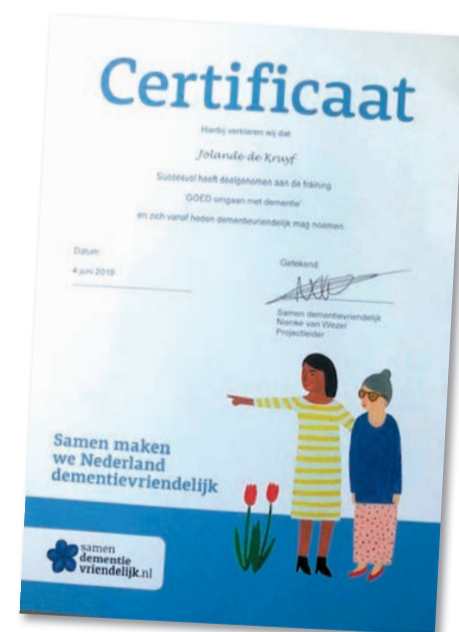 Certificaat
Hierbij verklaren wij dat
Jolande de Kruyf
Succesvol heeft deelgenomen aan de training
'GOED omgaan met dementie'
en zich vanaf heden dementievriendelijk mag noemen.
Datum
4 juni 2019
Getekend
Samen dementievriendelijk
Nienke van Wezel
Projectleider
Samen maken
we Nederland
dementievriendelijk
samen
dementie
vriendelijk.nl